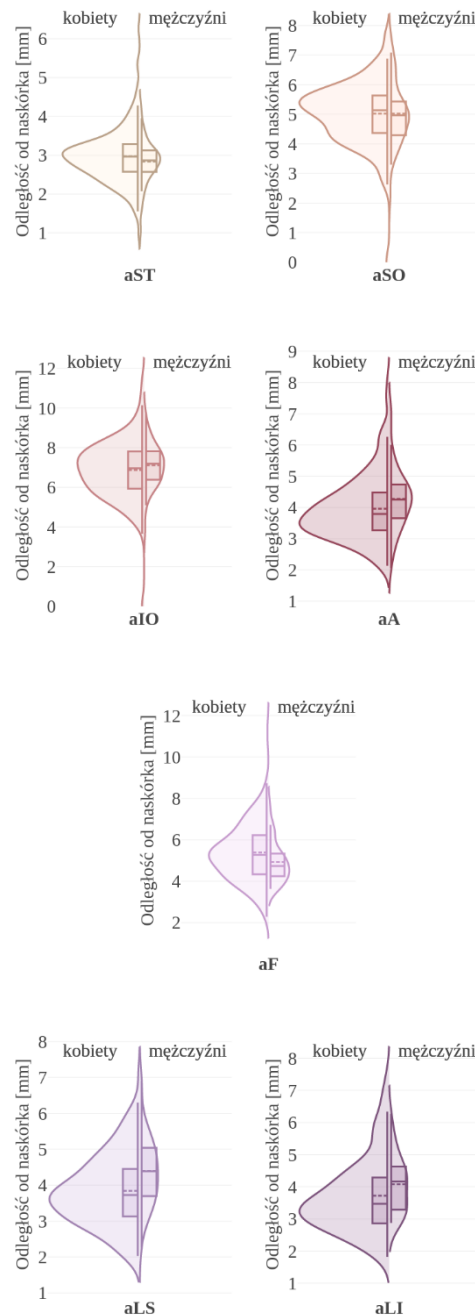 kobiety mężczyźni
Odległość od naskórka [mm]
6
5
4
3
2
1
aST
kobiety mężczyźni
Odległość od naskórka [mm]
8
7
6
5
4
3
2
1
0
aSO
kobiety mężczyźni
Odległość od naskórka [mm]
12
10
8
6
4
2
0
aIO
kobiety mężczyźni
Odległość od naskórka [mm]
9
8
7
6
5
4
3
2
1
aA
kobiety mężczyźni
Odległość od naskórka [mm]
12
10
8
6
4
2
aF
kobiety mężczyźni
Odległość od naskórka [mm]
8
7
6
5
4
3
2
1
aLS
kobiety mężczyźni
Odległość od naskórka [mm]
8
7
6
5
4
3
2
1
aLI